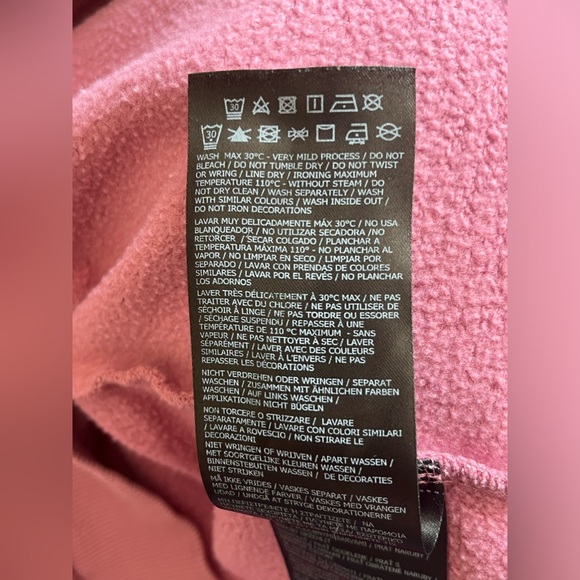 30
30
WASH MAX 30°C - VERY MILD PROCESS / DO NOT
BLEACH / DO NOT TUMBLE DRY / DO NOT TWIST
OR WRING / LINE DRY / IRONING MAXIMUM
TEMPERATURE 110°C - WITHOUT STEAM / DO
NOT DRY CLEAN / WASH SEPARATELY / WASH
WITH SIMILAR COLOURS / WASH INSIDE OUT /
DO NOT IRON DECORATIONS
LAVAR MUY DELICADAMENTE MÁX 30°C / NO USA
BLANQUEADOR / NO UTILIZAR SECADORA /NO
RETORCER / SECAR COLGADO / PLANCHAR A
TEMPERATURA MÁXIMA 110° - NO PLANCHAR AL
VAPOR / NO LIMPIAR EN SECO / LIMPIAR POR
SEPARADO / LAVAR CON PRENDAS DE COLORES
SIMILARES / LAVAR POR EL REVÉS / NO PLANCHAR
LOS ADORNOS
LAVER TRÈS DÉLICATEMENT À 30°C MAX / NE PAS
TRAITER AVEC DU CHLORE / NE PAS UTILISER DE
SÉCHOIR À LINGE / NE PAS TORDRE OU ESSORER
/ SÉCHAGE SUSPENDU / REPASSER À UNE
TEMPÉRATURE DE 110 °C MAXIMUM - SANS
VAPEUR / NE PAS NETTOYER À SEC / LAVER
SÉPARÉMENT / LAVER AVEC DES COULEURS
SIMILAIRES / LAVER À L'ENVERS / NE PAS
REPASSER LES DÉCORATIONS
NICHT VERDREHEN ODER WRINGEN / SEPARAT
WASCHEN / ZUSAMMEN MIT ÄHNLICHEN FARBEN
WASCHEN / AUF LINKS WASCHEN /
APPLIKATIONEN NICHT BÜGELN
NON TORCERE O STRIZZARE / LAVARE
SEPARATAMENTE / LAVARE CON COLORI SIMILARI
/ LAVARE A ROVESCIO / NON STIRARE LE
DECORAZIONI
NIET WRINGEN OF WRIJVEN / APART WASSEN /
MET SOORTGELIJKE KLEUREN WASSEN /
BINNENSTEBUITEN WASSEN / DE DECORATIES
NIET STRIJKEN
MÅ IKKE VRIDES / VASKES SEPARAT / VASKES
MED LIGNENDE FARVER / VASKES MED VRANGEN
UDAD / UNDGÅ AT STRYGE DEKORATIONERNE